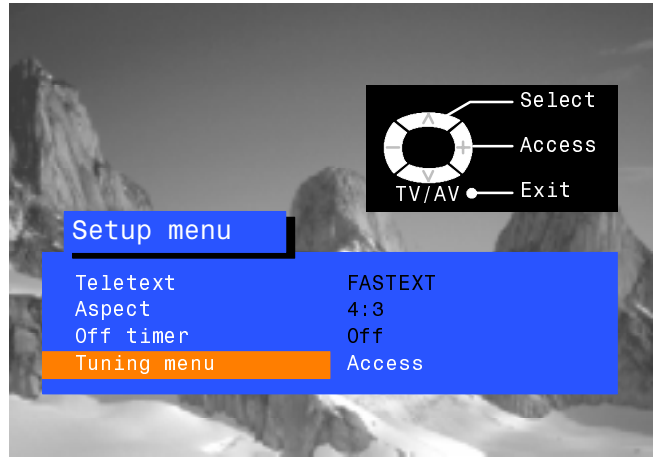 Select
Access
TV/AV
Exit
Setup menu
Teletext FASTEXT
Aspect 4:3
Off timer Off
Tuning menu Access